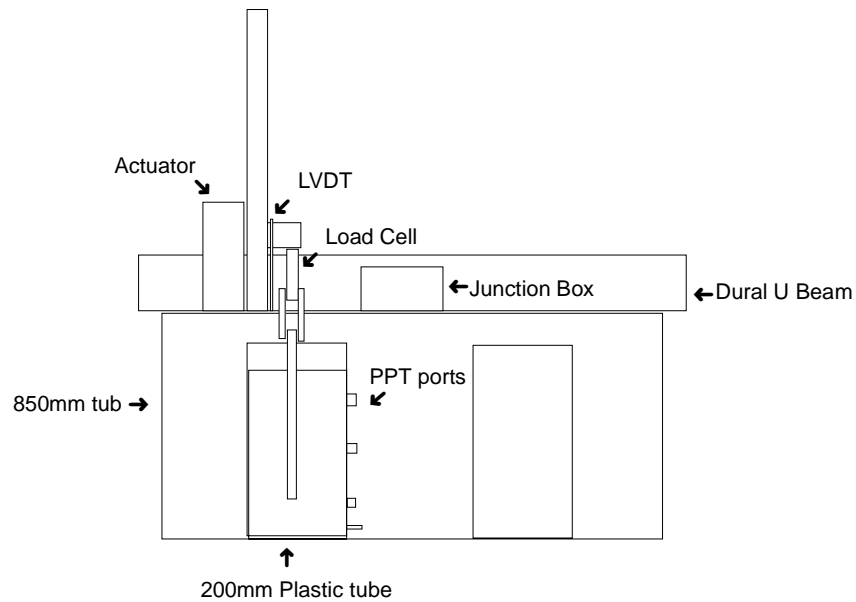 Actuator
LVDT
Load Cell
Junction Box
Dural U Beam
PPT ports
850mm tub
200mm Plastic tube